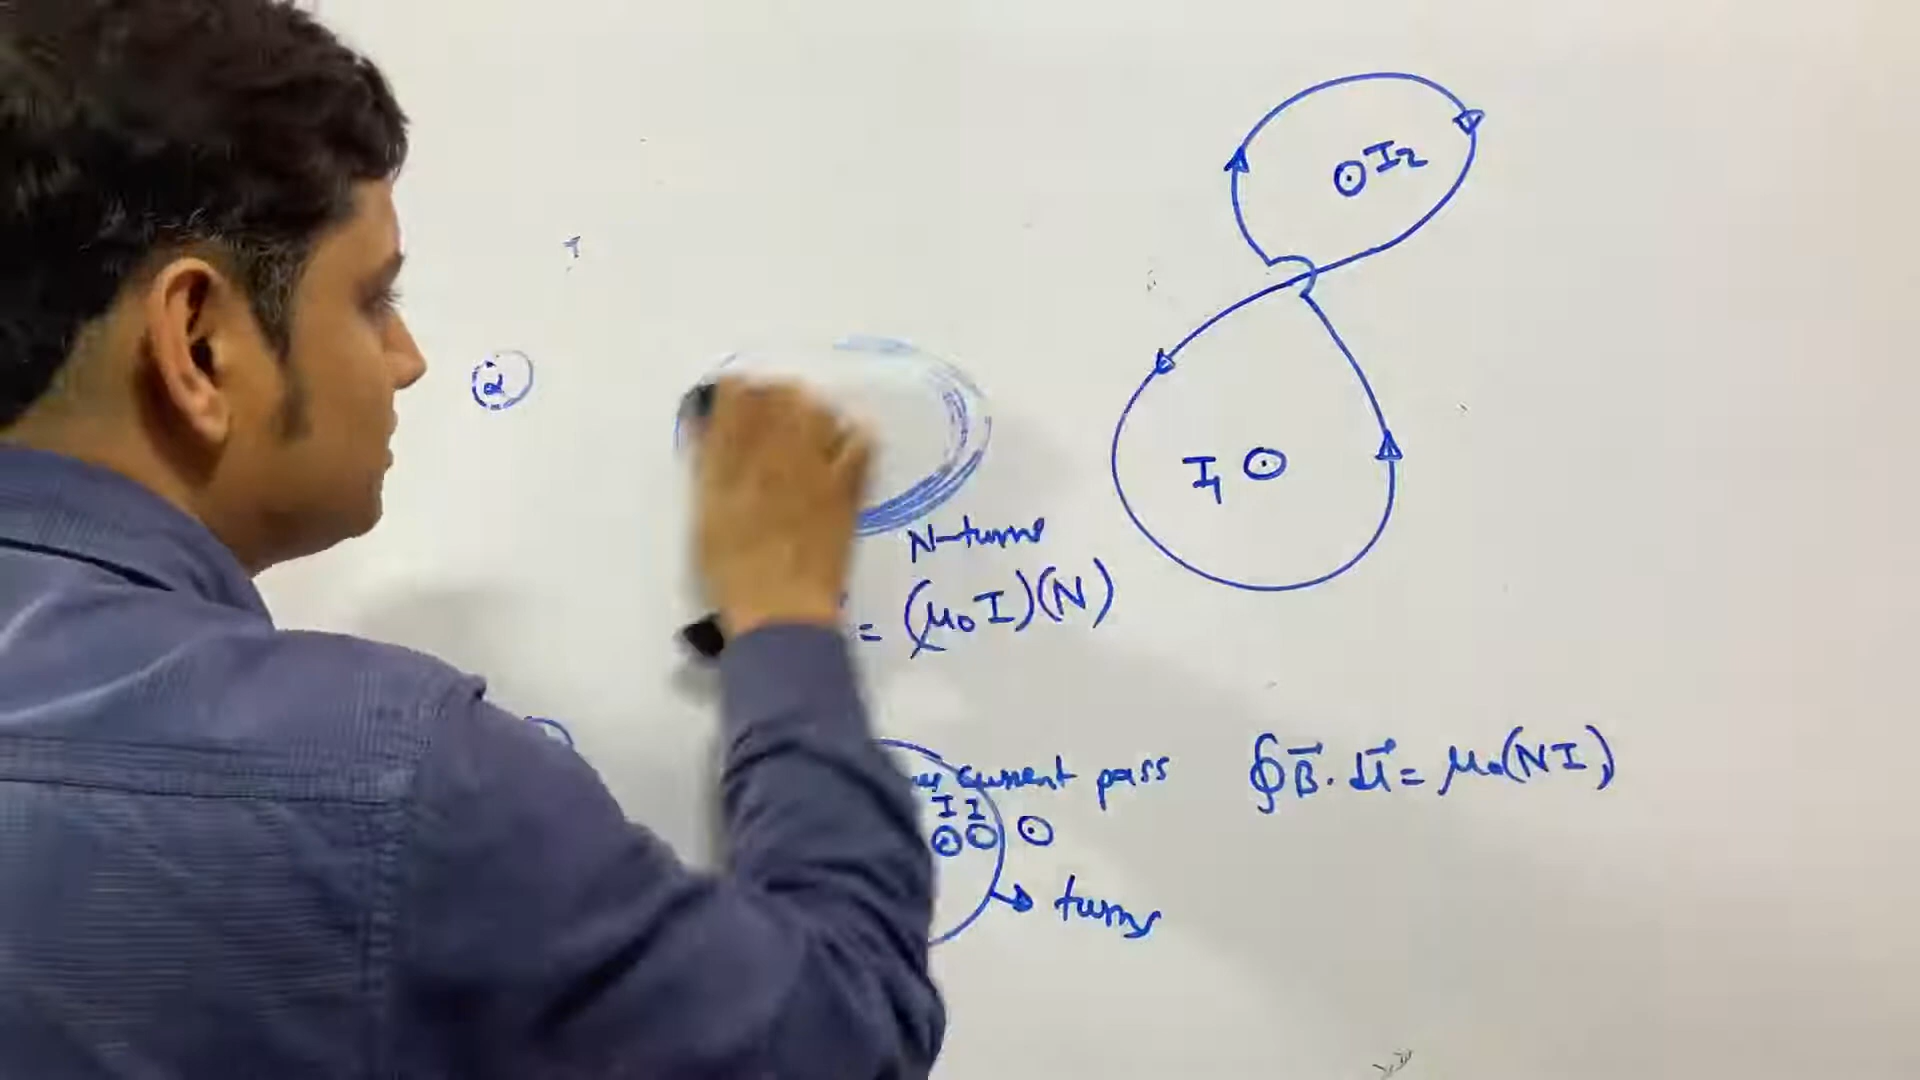 ⊙I₂
α
I₁ ⊙
N-turns
= (μ₀I)(N)
current pass
∮B⃗·dl⃗ = μ₀(NI)
I I
⊙⊙ ⊙
→ turns